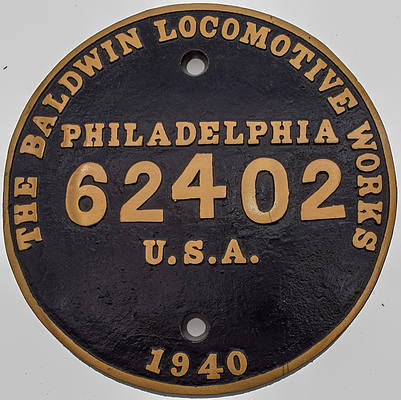 THE BALDWIN LOCOMOTIVE WORKS
PHILADELPHIA
62402
U.S.A.
1940